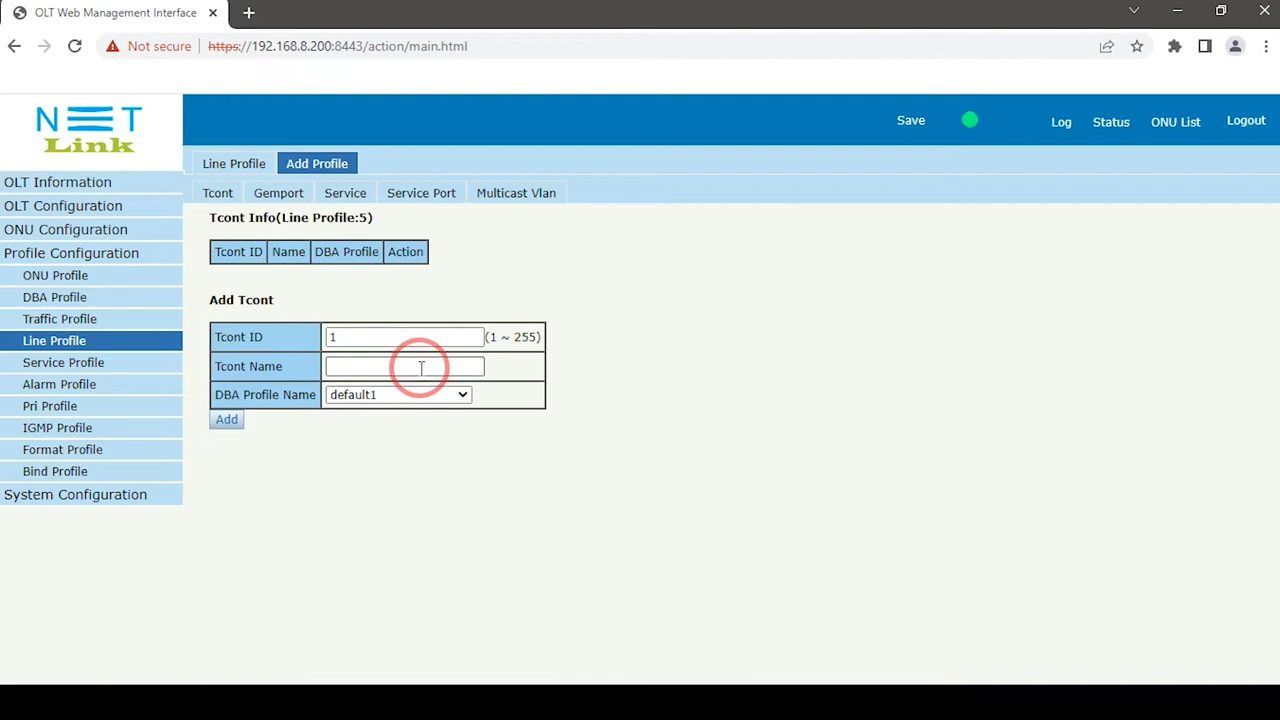 OLT Web Management Interface
Not secure https://192.168.8.200:8443/action/main.html
NET
Link
Save Log Status ONU List Logout
Line Profile Add Profile
Tcont Gemport Service Service Port Multicast Vlan
OLT Information
OLT Configuration
ONU Configuration
Profile Configuration
ONU Profile
DBA Profile
Traffic Profile
Line Profile
Service Profile
Alarm Profile
Pri Profile
IGMP Profile
Format Profile
Bind Profile
System Configuration
Tcont Info(Line Profile:5)
Tcont ID Name DBA Profile Action
Add Tcont
Tcont ID 1 (1 ~ 255)
Tcont Name
DBA Profile Name default1
Add